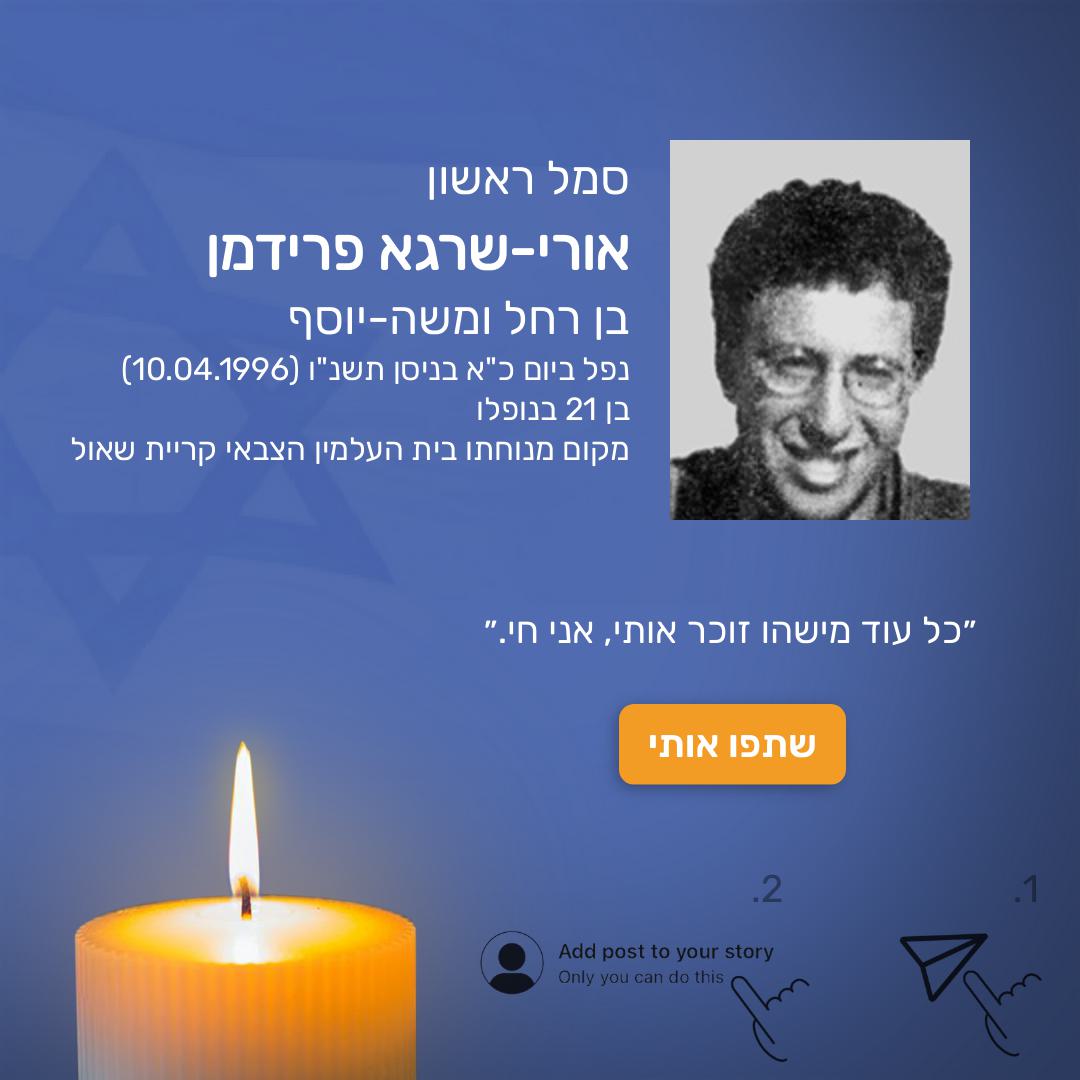 סמל ראשון
אורי-שרגא פרידמן
בן רחל ומשה-יוסף
נפל ביום כ"א בניסן תשנ"ו (10.04.1996)
בן 21 בנופלו
מקום מנוחתו בית העלמין הצבאי קריית שאול
״כל עוד מישהו זוכר אותי, אני חי.״
שתפו אותי
.1
.2
Add post to your story
Only you can do this